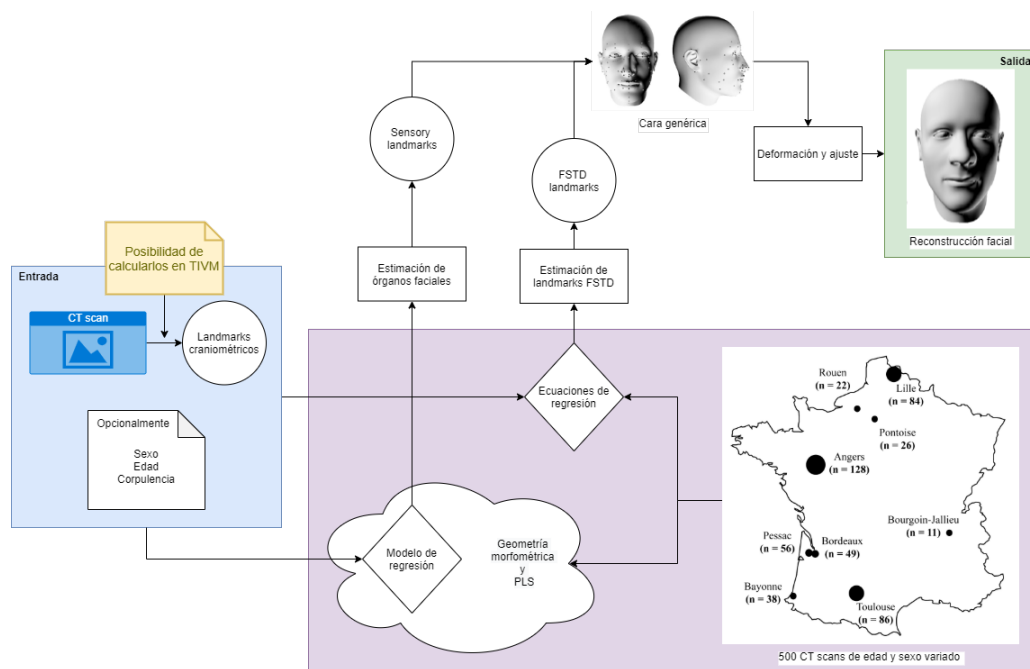 Salida
Cara genérica
Deformación y ajuste
Reconstrucción facial
Sensory
landmarks
FSTD
landmarks
Estimación de
órganos faciales
Estimación de
landmarks FSTD
Posibilidad de
calcularlos en TIVM
Entrada
CT scan
Landmarks
craniométricos
Opcionalmente
Sexo
Edad
Corpulencia
Ecuaciones de
regresión
Modelo de
regresión
Geometría
morfométrica
y
PLS
Rouen
(n = 22)
Lille
(n = 84)
Pontoise
(n = 26)
Angers
(n = 128)
Bourgoin-Jallieu
(n = 11)
Pessac
(n = 56)
Bordeaux
(n = 49)
Bayonne
(n = 38)
Toulouse
(n = 86)
500 CT scans de edad y sexo variado